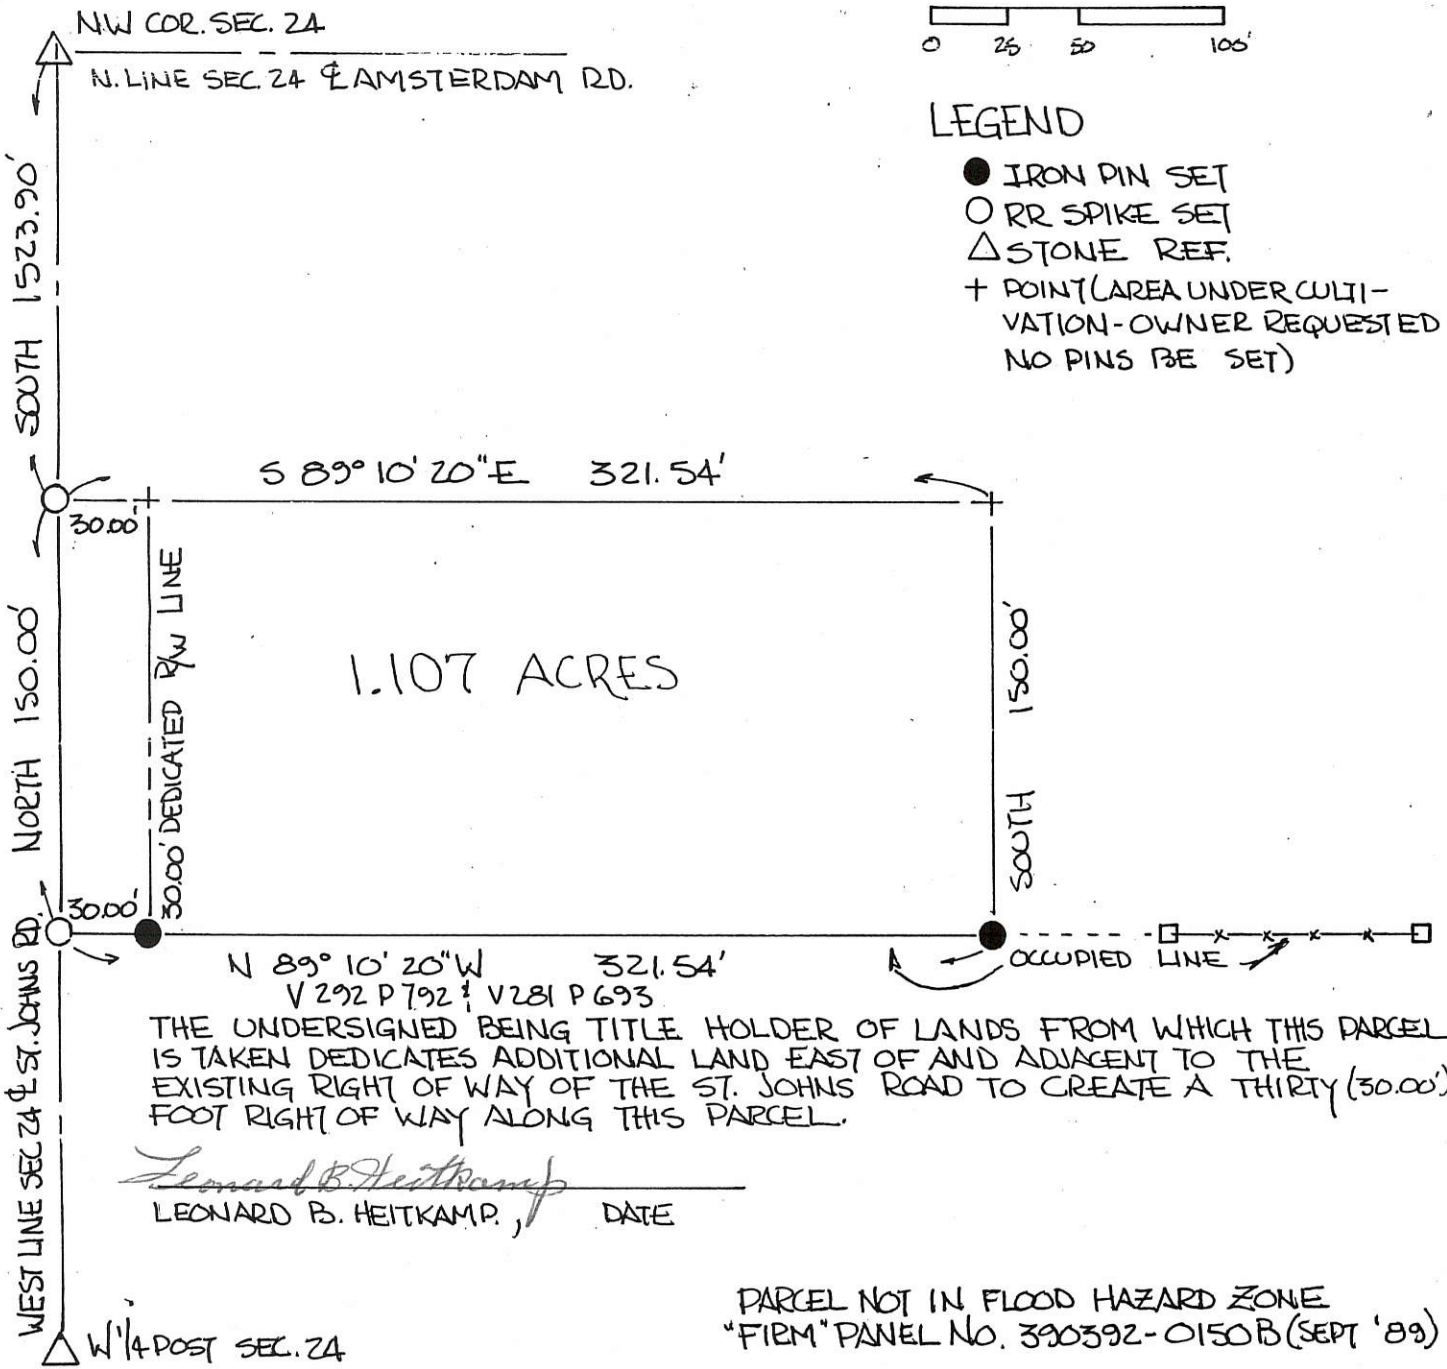 N.W COR. SEC. 24
N. LINE SEC. 24 ℄ AMSTERDAM RD.
0 25 50 100'
LEGEND
IRON PIN SET
RR SPIKE SET
STONE REF.
+ POINT (AREA UNDER CULTI-
VATION-OWNER REQUESTED
NO PINS BE SET)
SOUTH 1523.90'
S 89° 10' 20" E 321.54'
30.00'
NORTH 150.00'
30.00' DEDICATED R/W LINE
1.107 ACRES
SOUTH 150.00'
30.00'
N 89° 10' 20" W 321.54'
V 292 P 792 & V 281 P 693
OCCUPIED LINE
WEST LINE SEC 24 ℄ ST. JOHNS RD.
THE UNDERSIGNED BEING TITLE HOLDER OF LANDS FROM WHICH THIS PARCEL
IS TAKEN DEDICATES ADDITIONAL LAND EAST OF AND ADJACENT TO THE
EXISTING RIGHT OF WAY OF THE ST. JOHNS ROAD TO CREATE A THIRTY (30.00')
FOOT RIGHT OF WAY ALONG THIS PARCEL.
Leonard B. Heitkamp
LEONARD B. HEITKAMP, DATE
W 1/4 POST SEC. 24
PARCEL NOT IN FLOOD HAZARD ZONE
"FIRM" PANEL NO. 390392-0150B (SEPT '89)